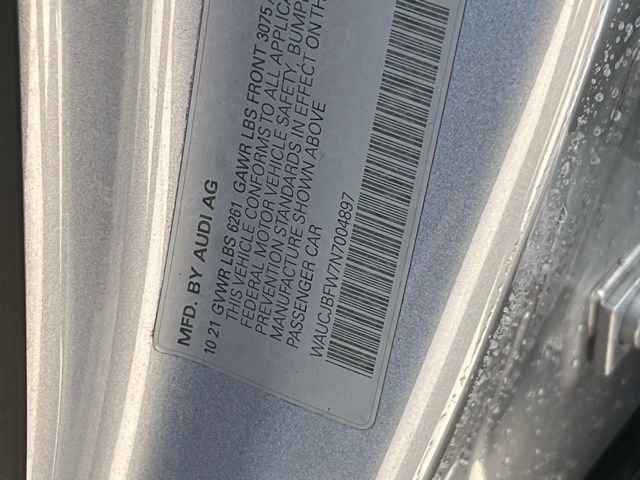 MFD. BY AUDI AG
10 21 GVWR LBS 6261 GAWR LBS FRONT 3075
THIS VEHICLE CONFORMS TO ALL
FEDERAL MOTOR VEHICLE SAFETY, BUMP
PREVENTION STANDARDS IN EFFECT ON TH
MANUFACTURE SHOWN ABOVE
PASSENGER CAR
WAUCJBFW7N7004897